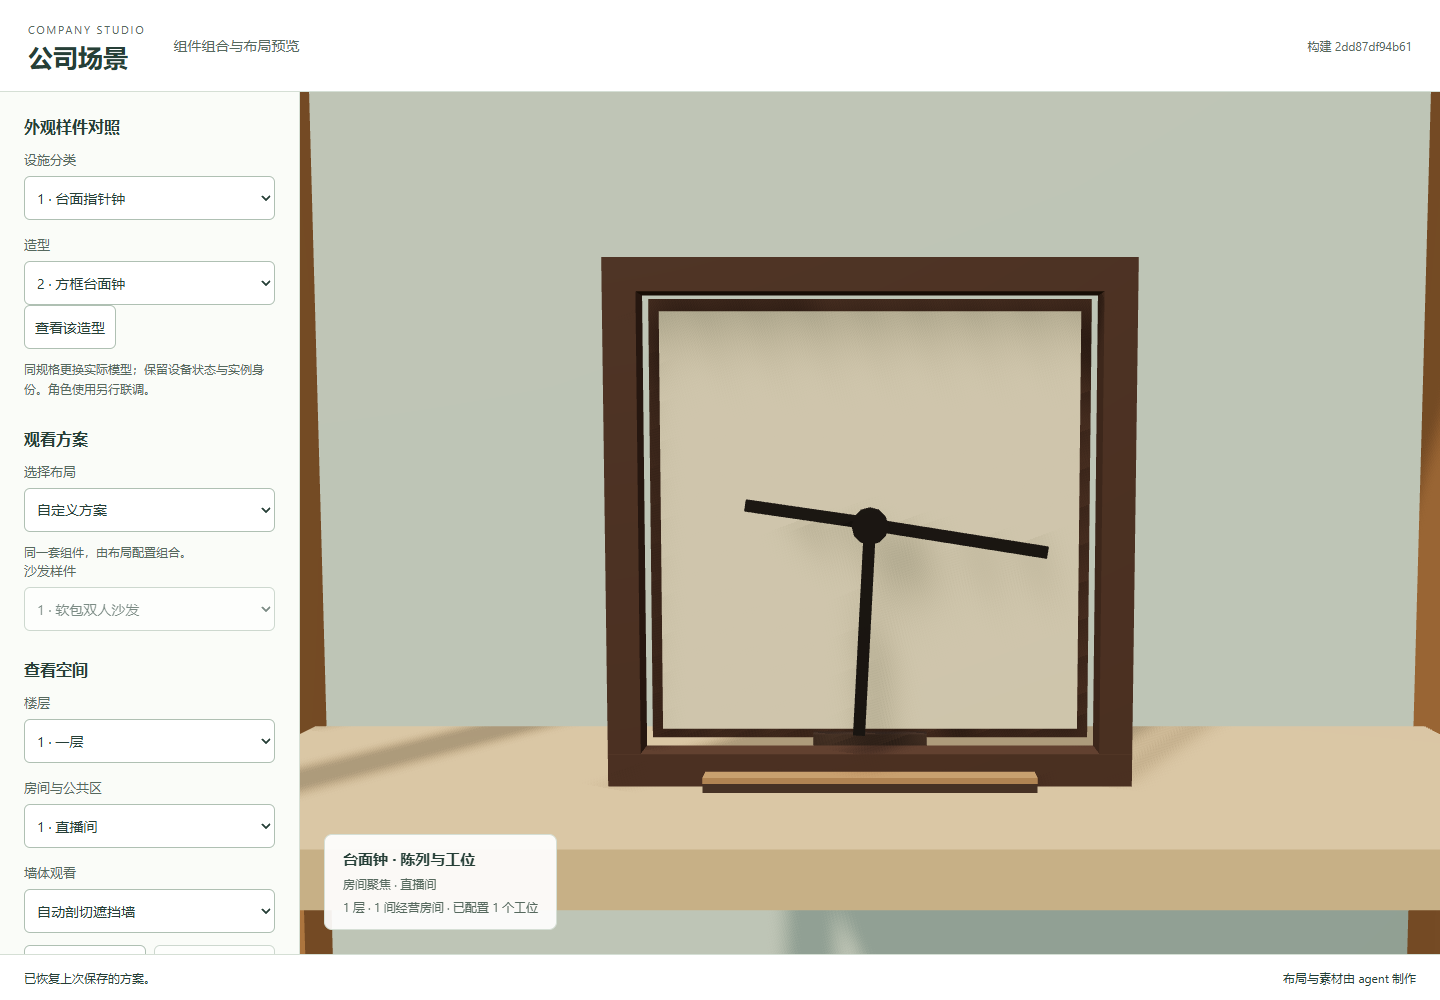 COMPANY STUDIO
公司场景
组件组合与布局预览
构建 2dd87df94b61
外观样件对照
设施分类
1 · 台面指针钟
造型
2 · 方框台面钟
查看该造型
同规格更换实际模型；保留设备状态与实例身
份。角色使用另行联调。
观看方案
选择布局
自定义方案
同一套组件，由布局配置组合。
沙发样件
1 · 软包双人沙发
查看空间
楼层
1 · 一层
房间与公共区
1 · 直播间
墙体观看
自动剖切遮挡墙
台面钟 · 陈列与工位
房间聚焦 · 直播间
1 层 · 1 间经营房间 · 已配置 1 个工位
已恢复上次保存的方案。
布局与素材由 agent 制作